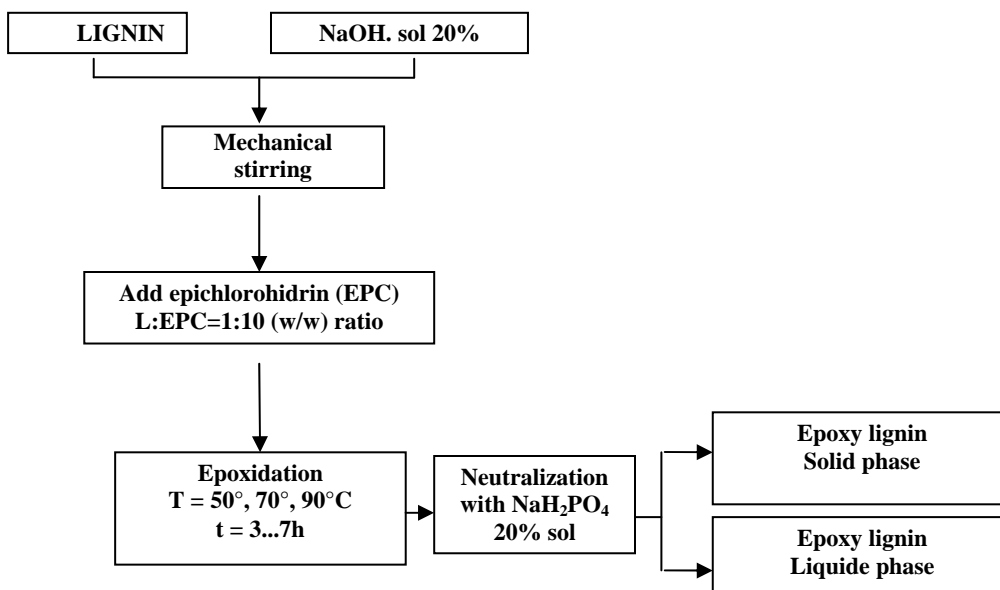 LIGNIN
NaOH. sol 20%
Mechanical
stirring
Add epichlorohidrin (EPC)
L:EPC=1:10 (w/w) ratio
Epoxidation
T = 50°, 70°, 90°C
t = 3...7h
Neutralization
with NaH₂PO₄
20% sol
Epoxy lignin
Solid phase
Epoxy lignin
Liquide phase